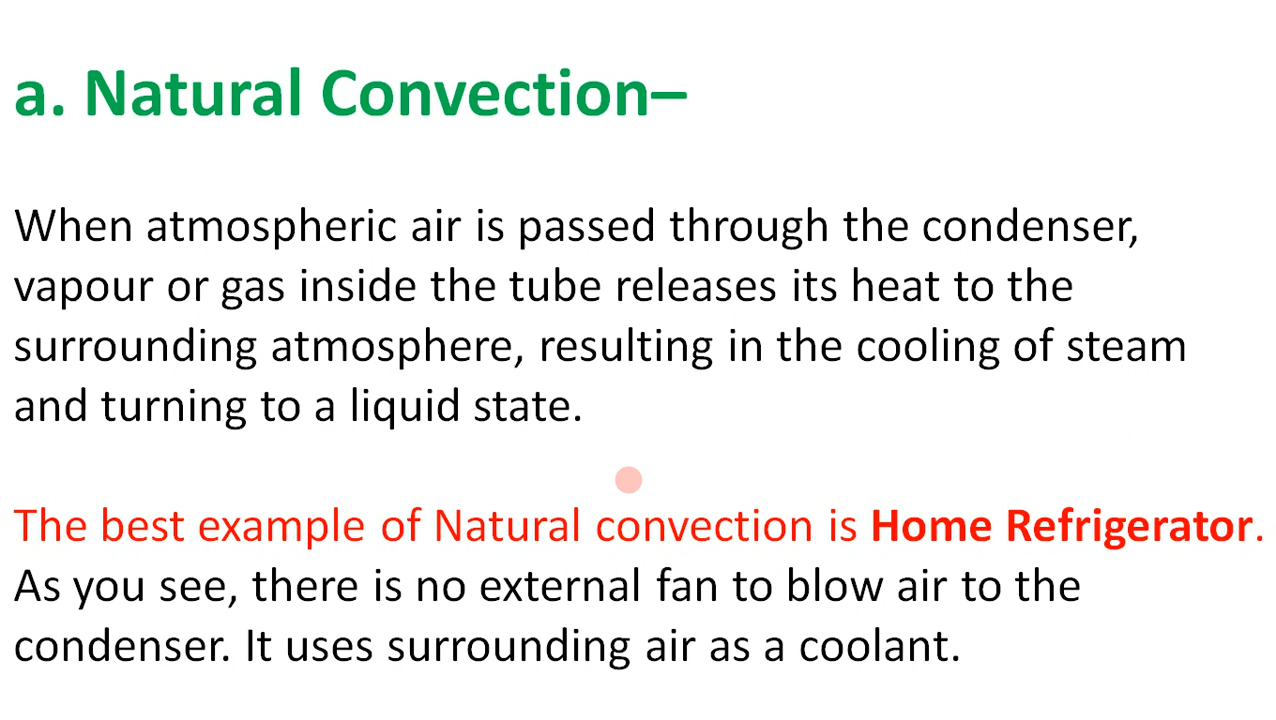 a. Natural Convection–
When atmospheric air is passed through the condenser,
vapour or gas inside the tube releases its heat to the
surrounding atmosphere, resulting in the cooling of steam
and turning to a liquid state.
The best example of Natural convection is Home Refrigerator.
As you see, there is no external fan to blow air to the
condenser. It uses surrounding air as a coolant.